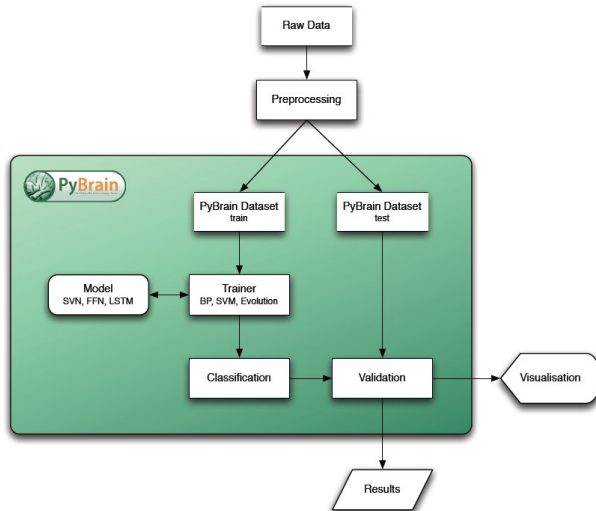 Raw Data
Preprocessing
PyBrain
PyBrain Dataset
train
PyBrain Dataset
test
Model
SVN, FFN, LSTM
Trainer
BP, SVM, Evolution
Classification
Validation
Visualisation
Results